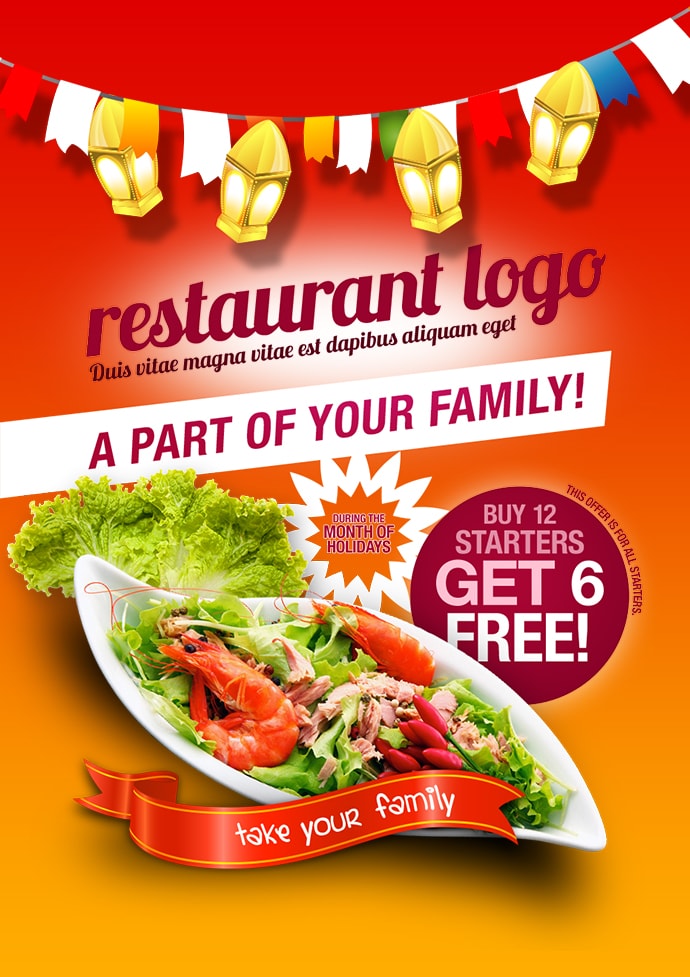 restaurant logo
Duis vitae magna vitae est dapibus aliquam eget
A PART OF YOUR FAMILY!
DURING THE
MONTH OF
HOLIDAYS
BUY 12
STARTERS
GET 6
FREE!
THIS OFFER IS FOR ALL STARTERS.
take your family